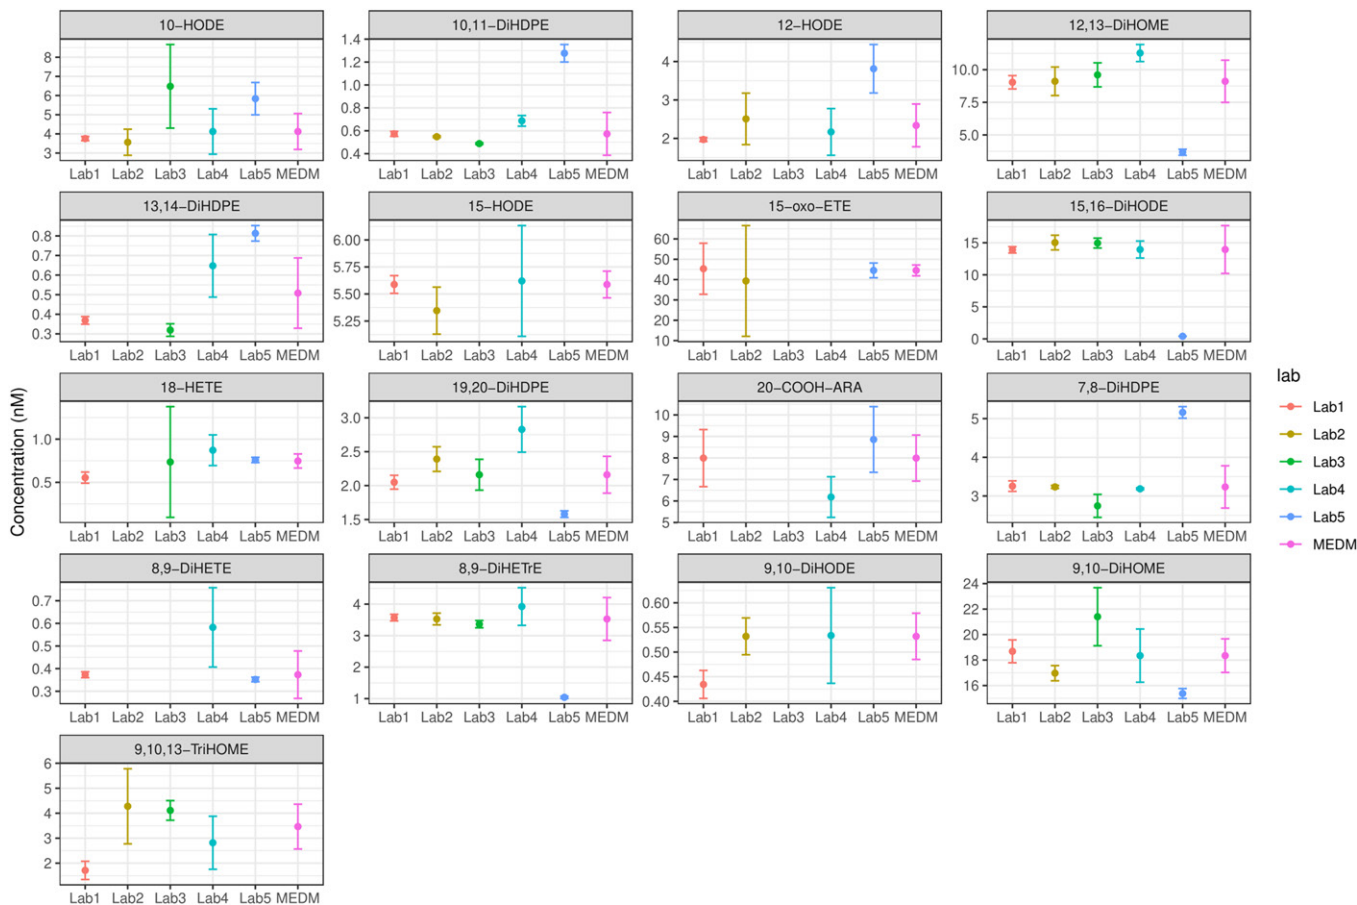 10−HODE
10,11−DiHDPE
12−HODE
12,13−DiHOME
8
7
6
5
4
3
1.4
1.2
1.0
0.8
0.6
0.4
4
3
2
10.0
7.5
5.0
Lab1 Lab2 Lab3 Lab4 Lab5 MEDM
Lab1 Lab2 Lab3 Lab4 Lab5 MEDM
Lab1 Lab2 Lab3 Lab4 Lab5 MEDM
Lab1 Lab2 Lab3 Lab4 Lab5 MEDM
13,14−DiHDPE
15−HODE
15−oxo−ETE
15,16−DiHODE
0.8
0.7
0.6
0.5
0.4
0.3
6.00
5.75
5.50
5.25
60
50
40
30
20
10
15
10
5
0
Lab1 Lab2 Lab3 Lab4 Lab5 MEDM
Lab1 Lab2 Lab3 Lab4 Lab5 MEDM
Lab1 Lab2 Lab3 Lab4 Lab5 MEDM
Lab1 Lab2 Lab3 Lab4 Lab5 MEDM
Concentration (nM)
18−HETE
19,20−DiHDPE
20−COOH−ARA
7,8−DiHDPE
1.0
0.5
3.0
2.5
2.0
1.5
10
9
8
7
6
5
5
4
3
Lab1 Lab2 Lab3 Lab4 Lab5 MEDM
Lab1 Lab2 Lab3 Lab4 Lab5 MEDM
Lab1 Lab2 Lab3 Lab4 Lab5 MEDM
Lab1 Lab2 Lab3 Lab4 Lab5 MEDM
8,9−DiHETE
8,9−DiHETrE
9,10−DiHODE
9,10−DiHOME
0.7
0.6
0.5
0.4
0.3
4
3
2
1
0.60
0.55
0.50
0.45
0.40
24
22
20
18
16
Lab1 Lab2 Lab3 Lab4 Lab5 MEDM
Lab1 Lab2 Lab3 Lab4 Lab5 MEDM
Lab1 Lab2 Lab3 Lab4 Lab5 MEDM
Lab1 Lab2 Lab3 Lab4 Lab5 MEDM
9,10,13−TriHOME
6
5
4
3
2
Lab1 Lab2 Lab3 Lab4 Lab5 MEDM
lab
Lab1
Lab2
Lab3
Lab4
Lab5
MEDM